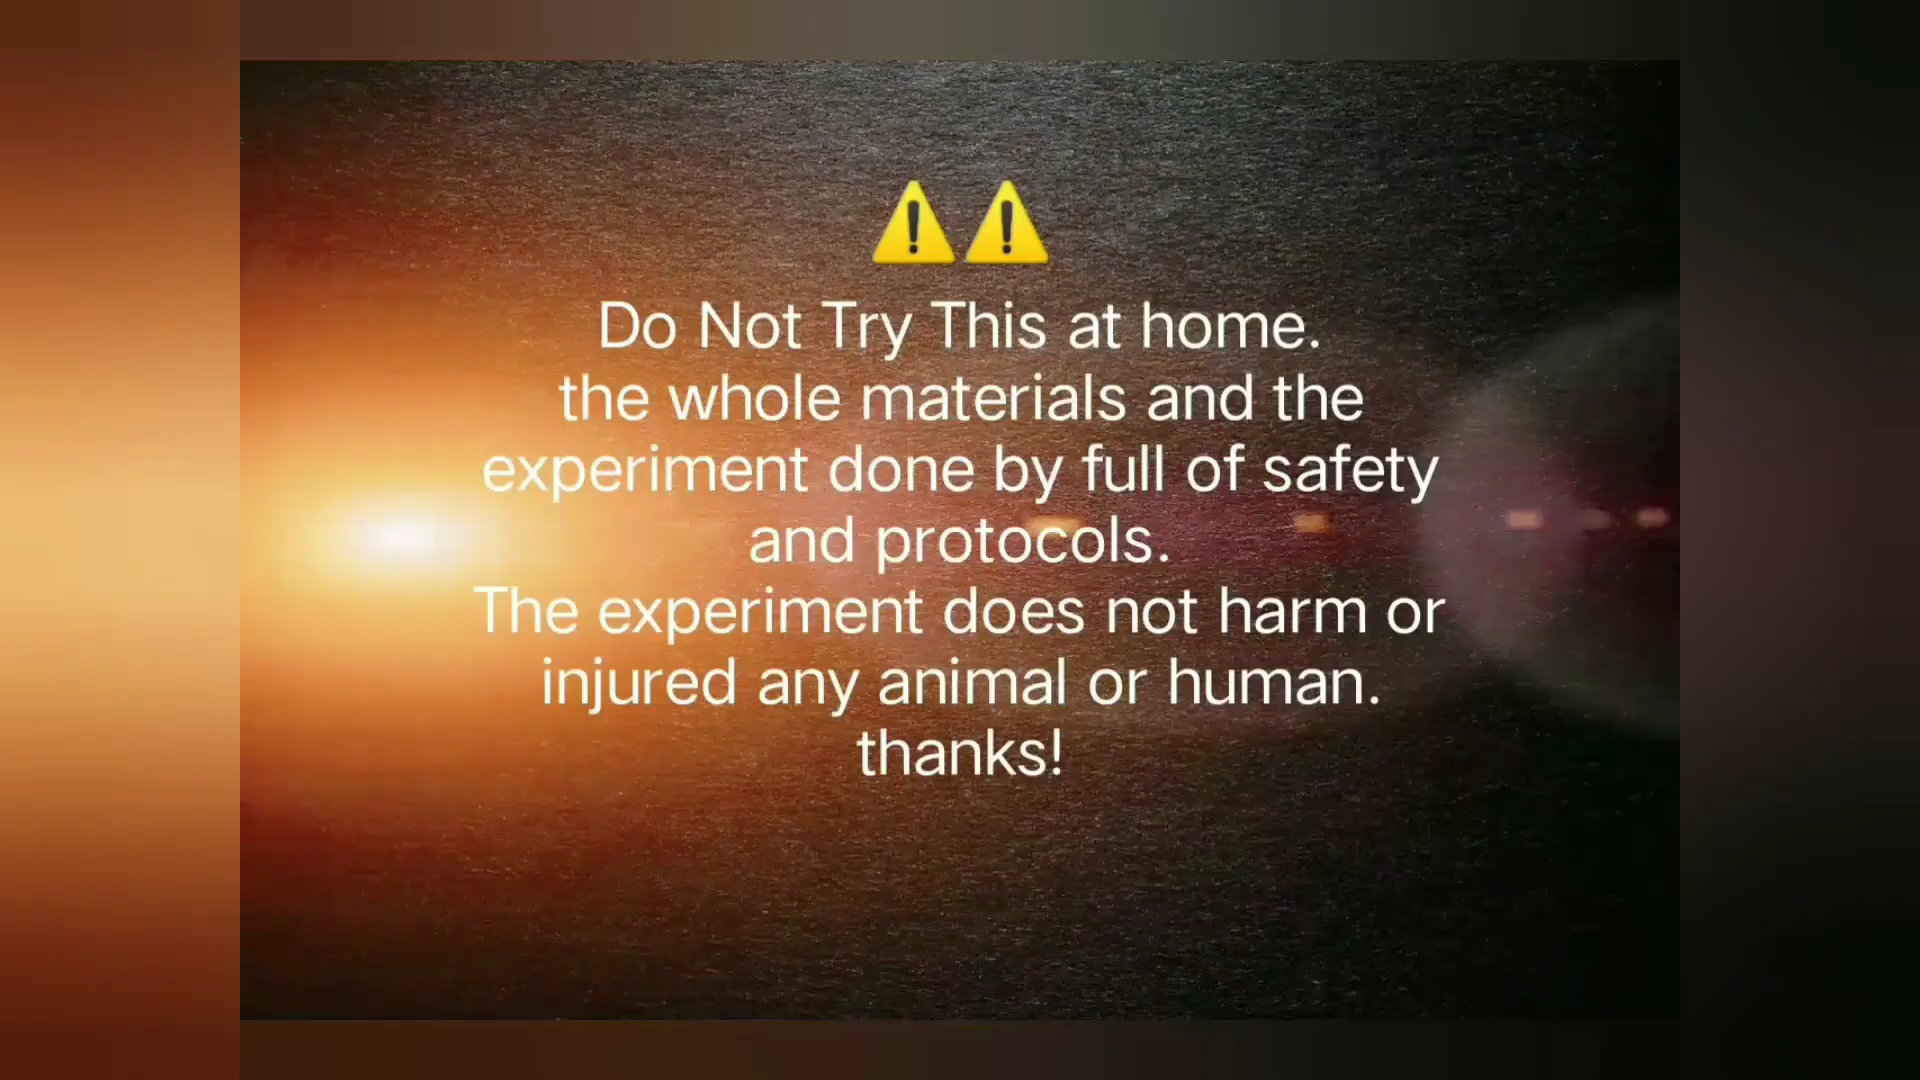 ⚠️⚠️
Do Not Try This at home.
the whole materials and the
experiment done by full of safety
and protocols.
The experiment does not harm or
injured any animal or human.
thanks!